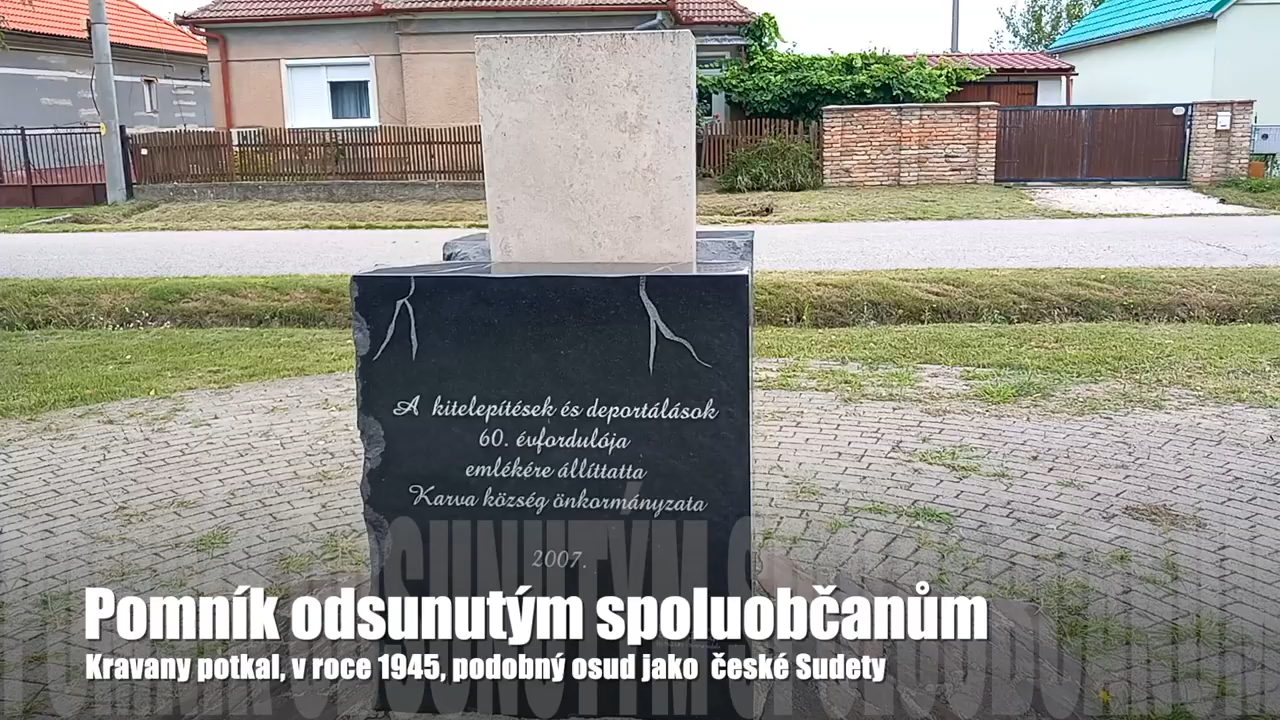 A kitelepítések és deportálások
60. évfordulója
emlékére állíttatta
Karva község önkormányzata
2007.
Pomník odsunutým spoluobčanům
Kravany potkal, v roce 1945, podobný osud jako české Sudety